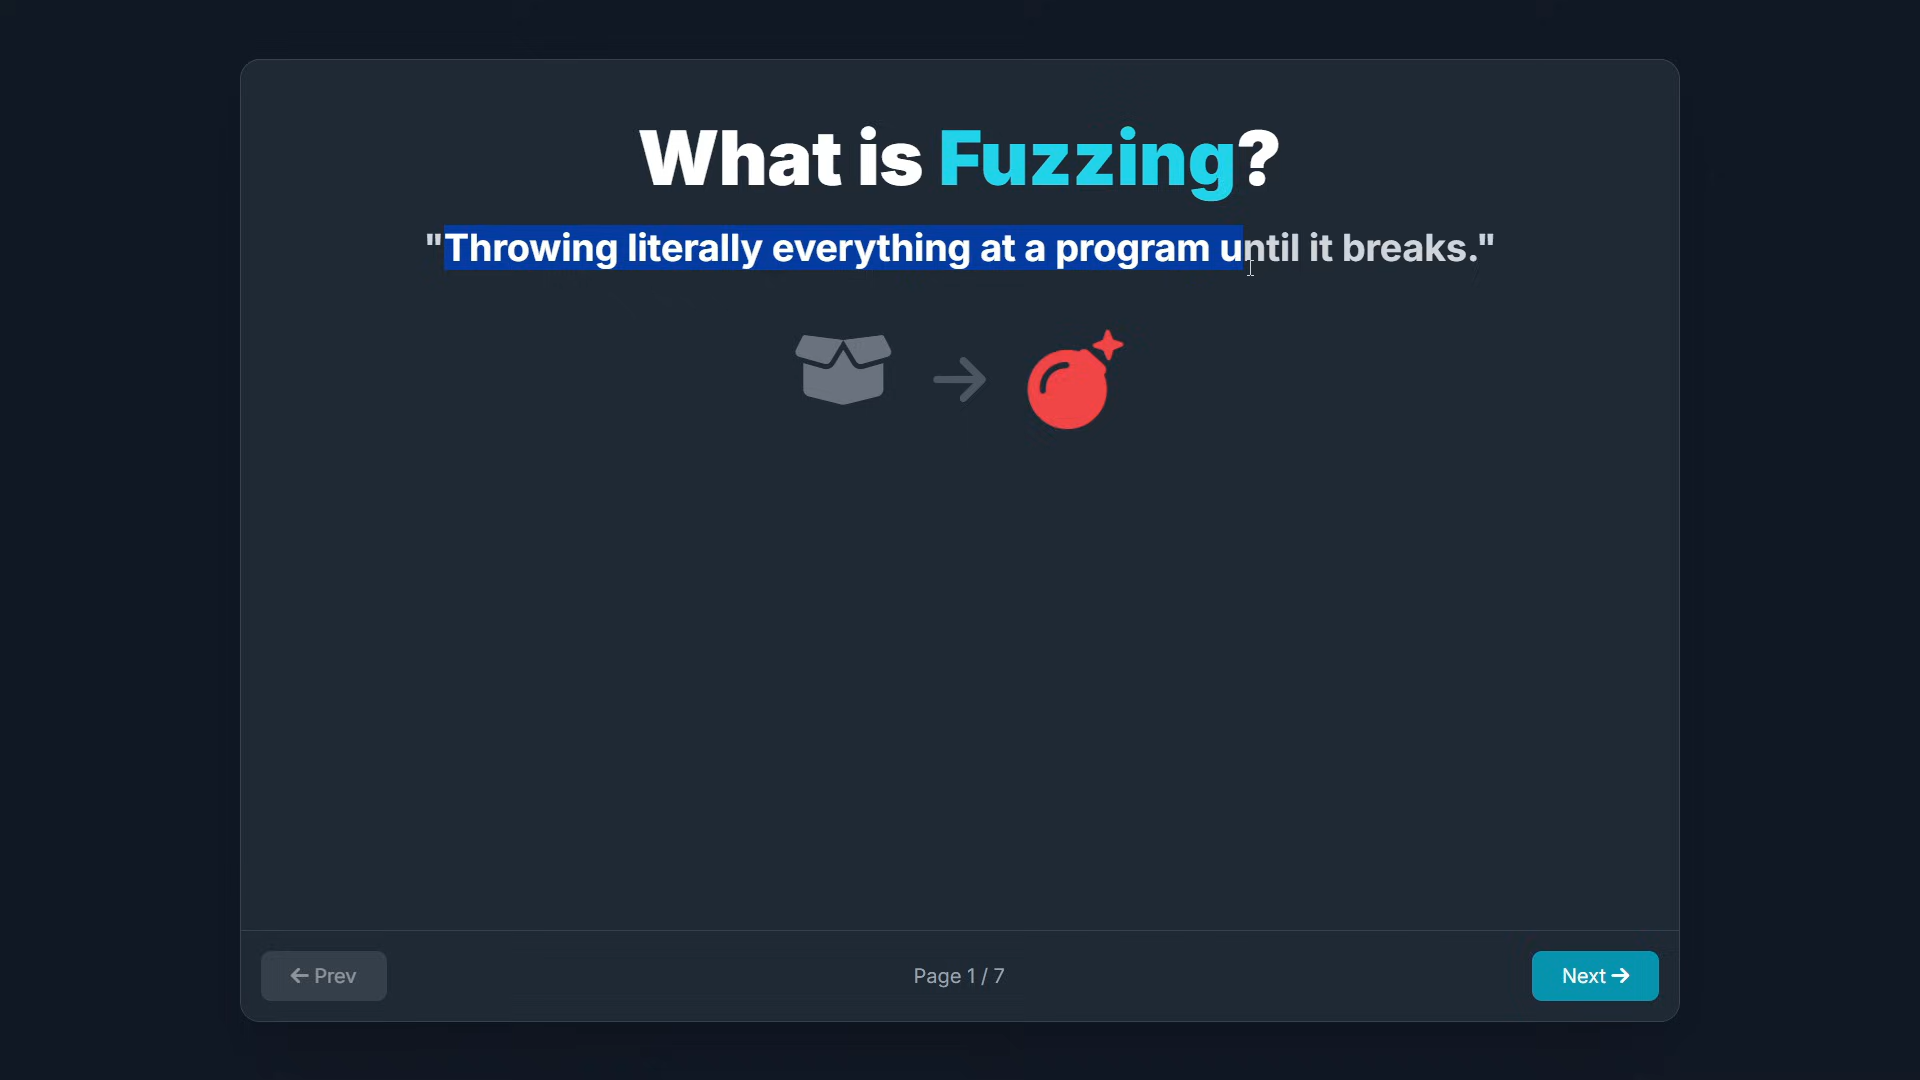 What is Fuzzing?
"Throwing literally everything at a program until it breaks."
← Prev
Page 1 / 7
Next →